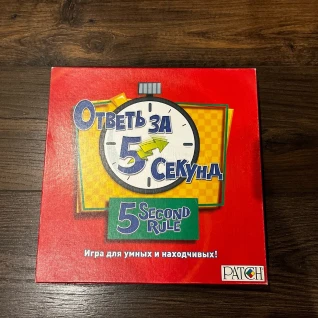 Ответь за
5
Секунд
5 Second
Rule
Игра для умных и находчивых!
PATCH